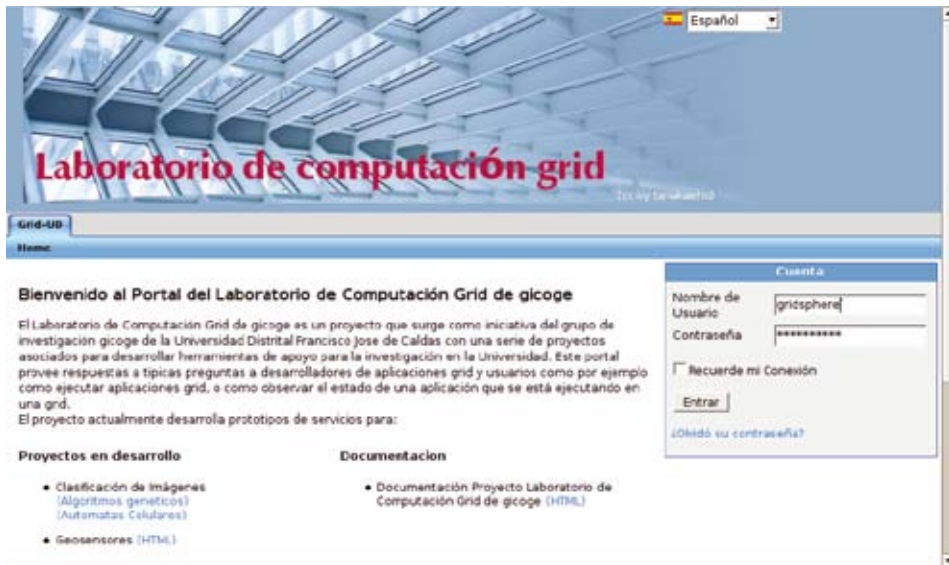 Español
Laboratorio de computación grid
Grid-UD
Home
Bienvenido al Portal del Laboratorio de Computación Grid de gicoge
El Laboratorio de Computación Grid de gicoge es un proyecto que surge como iniciativa del grupo de
investigación gicoge de la Universidad Distrital Francisco Jose de Caldas con una serie de proyectos
asociados para desarrollar herramientas de apoyo para la investigación en la Universidad. Este portal
provee respuestas a tipicas preguntas a desarrolladores de aplicaciones grid y usuarios como por ejemplo
como ejecutar aplicaciones grid, o como observar el estado de una aplicación que se está ejecutando en
una grid.
El proyecto actualmente desarrolla prototipos de servicios para:
Proyectos en desarrollo
• Clasificación de Imágenes
(Algoritmos geneticos)
(Automatas Celulares)
• Geosensores (HTML)
Documentacion
• Documentación Proyecto Laboratorio de
Computación Grid de gicoge (HTML)
Cuenta
Nombre de
Usuario
gridsphere
Contraseña
**********
Recuerde mi Conexión
Entrar
¿Olvidó su contraseña?